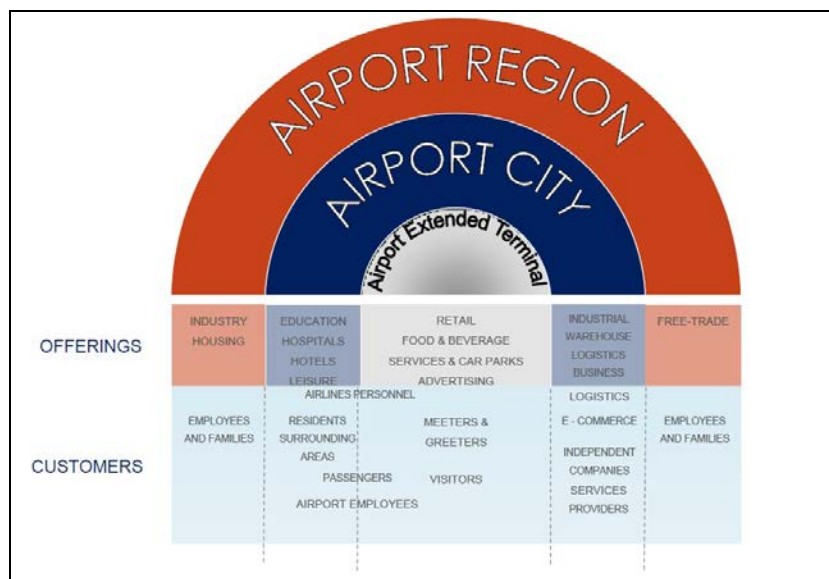 AIRPORT REGION
AIRPORT CITY
Airport Extended Terminal
OFFERINGS
INDUSTRY
HOUSING
EDUCATION
HOSPITALS
HOTELS
LEISURE
RETAIL
FOOD & BEVERAGE
SERVICES & CAR PARKS
ADVERTISING
INDUSTRIAL
WAREHOUSE
LOGISTICS
BUSINESS
FREE-TRADE
CUSTOMERS
EMPLOYEES
AND FAMILIES
AIRLINES PERSONNEL
RESIDENTS
SURROUNDING
AREAS
PASSENGERS
AIRPORT EMPLOYEES
MEETERS &
GREETERS
VISITORS
LOGISTICS
E - COMMERCE
INDEPENDENT
COMPANIES
SERVICES
PROVIDERS
EMPLOYEES
AND FAMILIES